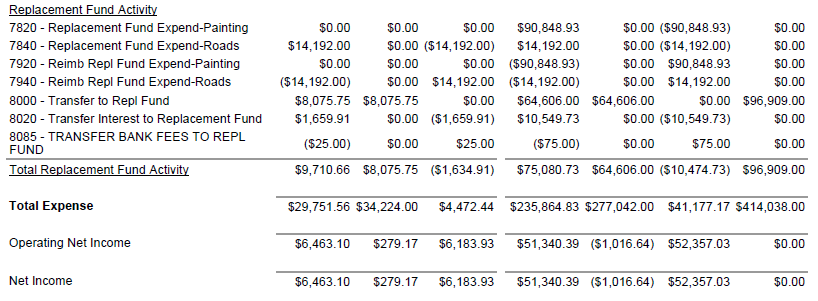 Replacement Fund Activity
7820 - Replacement Fund Expend-Painting $0.00 $0.00 $0.00 $90,848.93 $0.00 ($90,848.93) $0.00
7840 - Replacement Fund Expend-Roads $14,192.00 $0.00 ($14,192.00) $14,192.00 $0.00 ($14,192.00) $0.00
7920 - Reimb Repl Fund Expend-Painting $0.00 $0.00 $0.00 ($90,848.93) $0.00 $90,848.93 $0.00
7940 - Reimb Repl Fund Expend-Roads ($14,192.00) $0.00 $14,192.00 ($14,192.00) $0.00 $14,192.00 $0.00
8000 - Transfer to Repl Fund $8,075.75 $8,075.75 $0.00 $64,606.00 $64,606.00 $0.00 $96,909.00
8020 - Transfer Interest to Replacement Fund $1,659.91 $0.00 ($1,659.91) $10,549.73 $0.00 ($10,549.73) $0.00
8085 - TRANSFER BANK FEES TO REPL
FUND ($25.00) $0.00 $25.00 ($75.00) $0.00 $75.00 $0.00
Total Replacement Fund Activity $9,710.66 $8,075.75 ($1,634.91) $75,080.73 $64,606.00 ($10,474.73) $96,909.00
Total Expense $29,751.56 $34,224.00 $4,472.44 $235,864.83 $277,042.00 $41,177.17 $414,038.00
Operating Net Income $6,463.10 $279.17 $6,183.93 $51,340.39 ($1,016.64) $52,357.03 $0.00
Net Income $6,463.10 $279.17 $6,183.93 $51,340.39 ($1,016.64) $52,357.03 $0.00